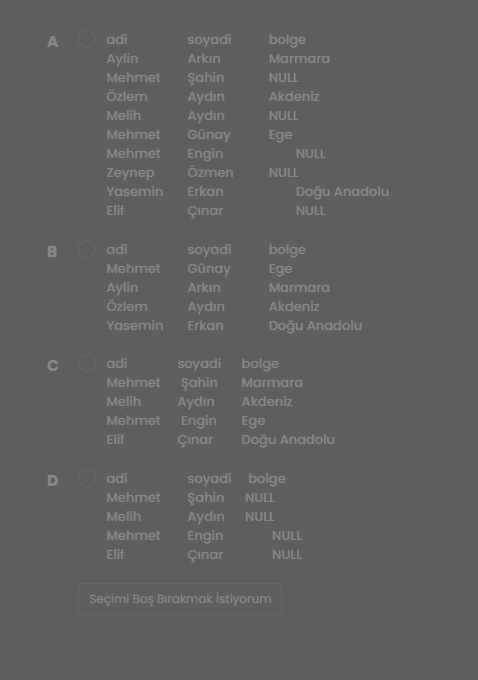 A adi soyadi bolge
Aylin Arkın Marmara
Mehmet Şahin NULL
Özlem Aydın Akdeniz
Melih Aydın NULL
Mehmet Günay Ege
Mehmet Engin NULL
Zeynep Özmen NULL
Yasemin Erkan Doğu Anadolu
Elif Çınar NULL
B adi soyadi bolge
Mehmet Günay Ege
Aylin Arkın Marmara
Özlem Aydın Akdeniz
Yasemin Erkan Doğu Anadolu
C adi soyadi bolge
Mehmet Şahin Marmara
Melih Aydın Akdeniz
Mehmet Engin Ege
Elif Çınar Doğu Anadolu
D adi soyadi bolge
Mehmet Şahin NULL
Melih Aydın NULL
Mehmet Engin NULL
Elif Çınar NULL
Seçimi Boş Bırakmak İstiyorum